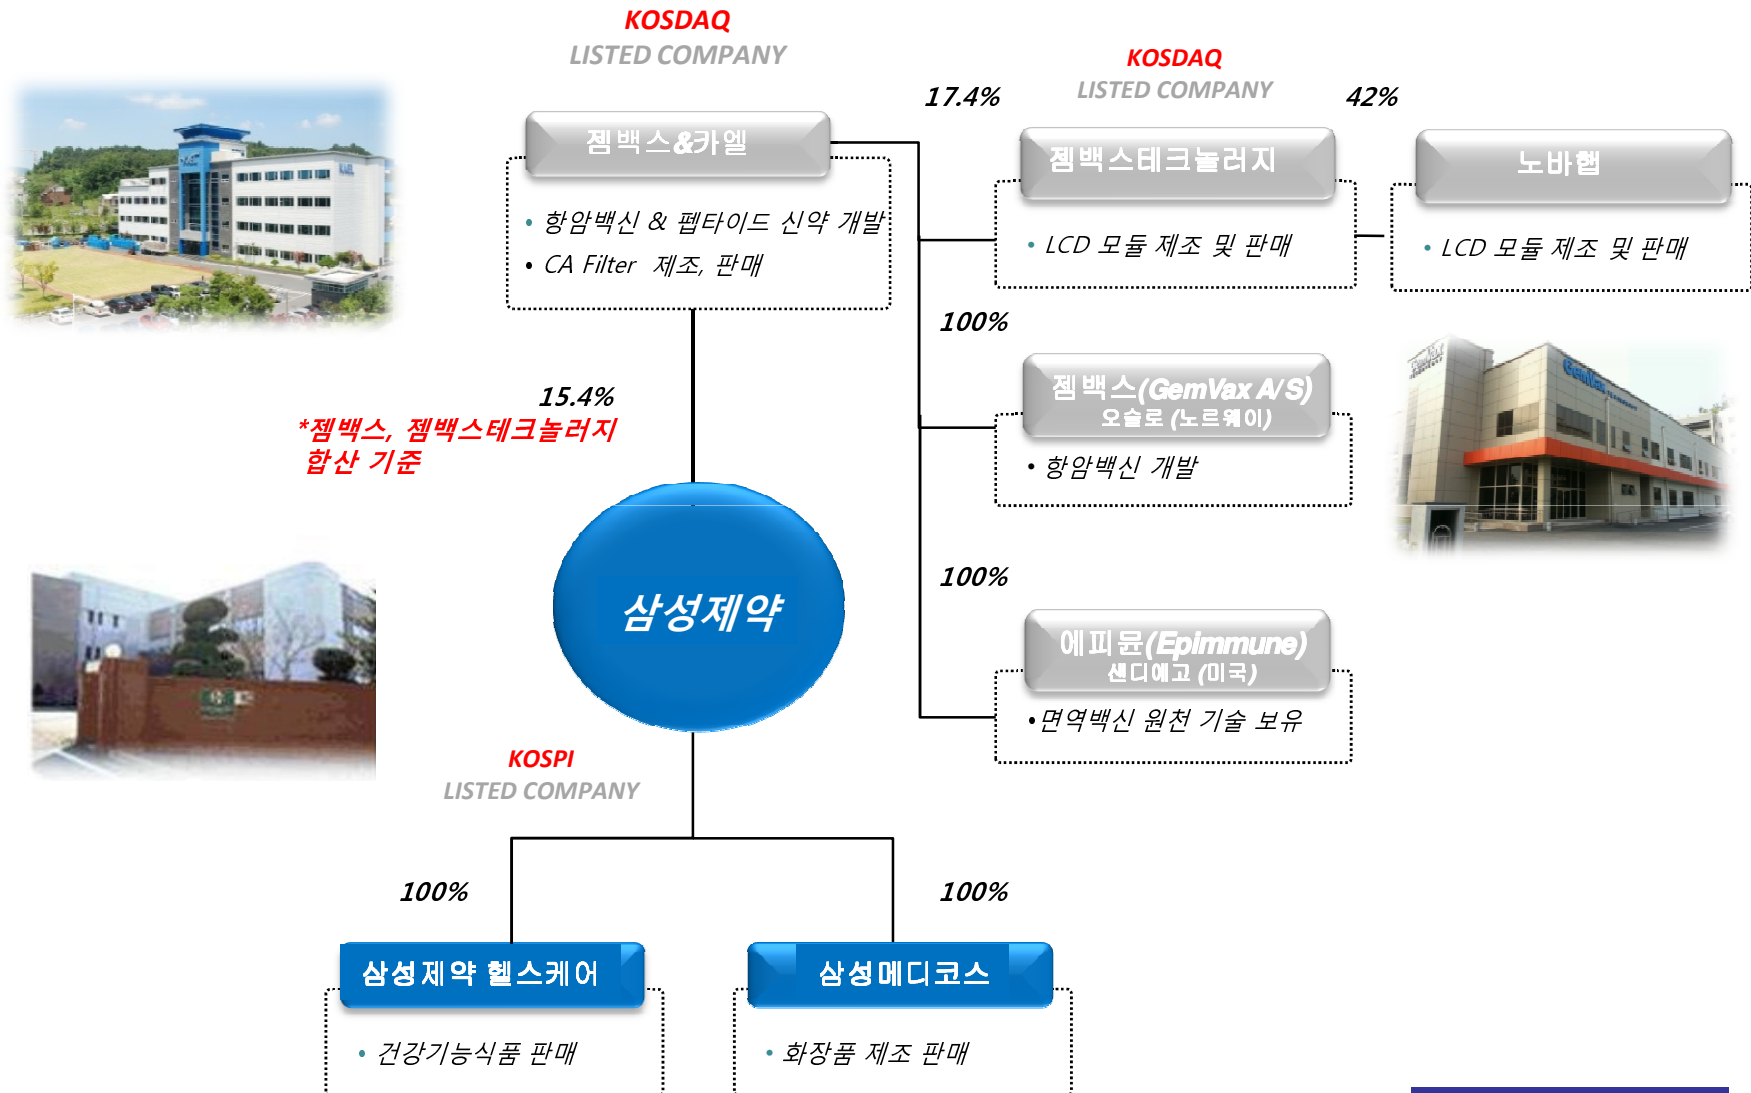 KOSDAQ
LISTED COMPANY
KOSDAQ
LISTED COMPANY
17.4%
42%
젬백스&카엘
• 항암백신 & 펩타이드 신약 개발
• CA Filter 제조, 판매
젬백스테크놀러지
• LCD 모듈 제조 및 판매
노바햅
• LCD 모듈 제조 및 판매
100%
젬백스(GemVax A/S)
오슬로 (노르웨이)
• 항암백신 개발
GemVax
15.4%
*젬백스, 젬백스테크놀러지
합산 기준
삼성제약
100%
에피뮨(Epimmune)
샌디에고 (미국)
•면역백신 원천 기술 보유
KOSPI
LISTED COMPANY
100%
100%
삼성제약 헬스케어
• 건강기능식품 판매
삼성메디코스
• 화장품 제조 판매